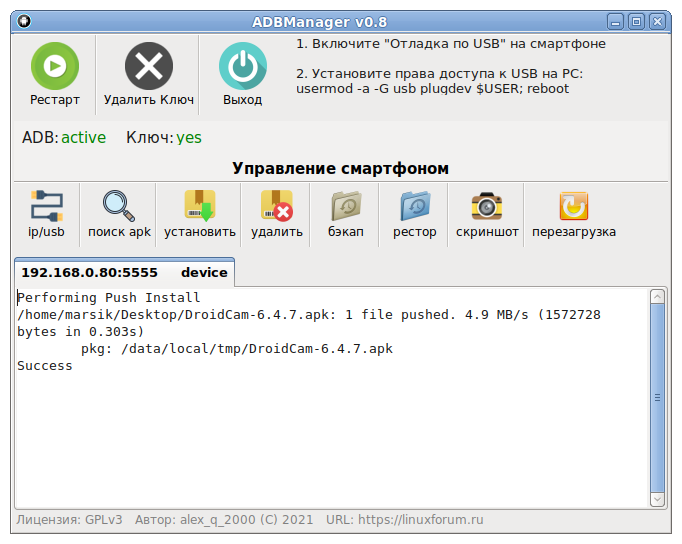 ADBManager v0.8
1. Включите "Отладка по USB" на смартфоне
2. Установите права доступа к USB на PC:
usermod -a -G usb plugdev $USER; reboot
Рестарт Удалить Ключ Выход
ADB: active Ключ: yes
Управление смартфоном
ip/usb поиск apk установить удалить бэкап рестор скриншот перезагрузка
192.168.0.80:5555 device
Performing Push Install
/home/marsik/Desktop/DroidCam-6.4.7.apk: 1 file pushed. 4.9 MB/s (1572728
bytes in 0.303s)
pkg: /data/local/tmp/DroidCam-6.4.7.apk
Success
Лицензия: GPLv3 Автор: alex_q_2000 (C) 2021 URL: https://linuxforum.ru